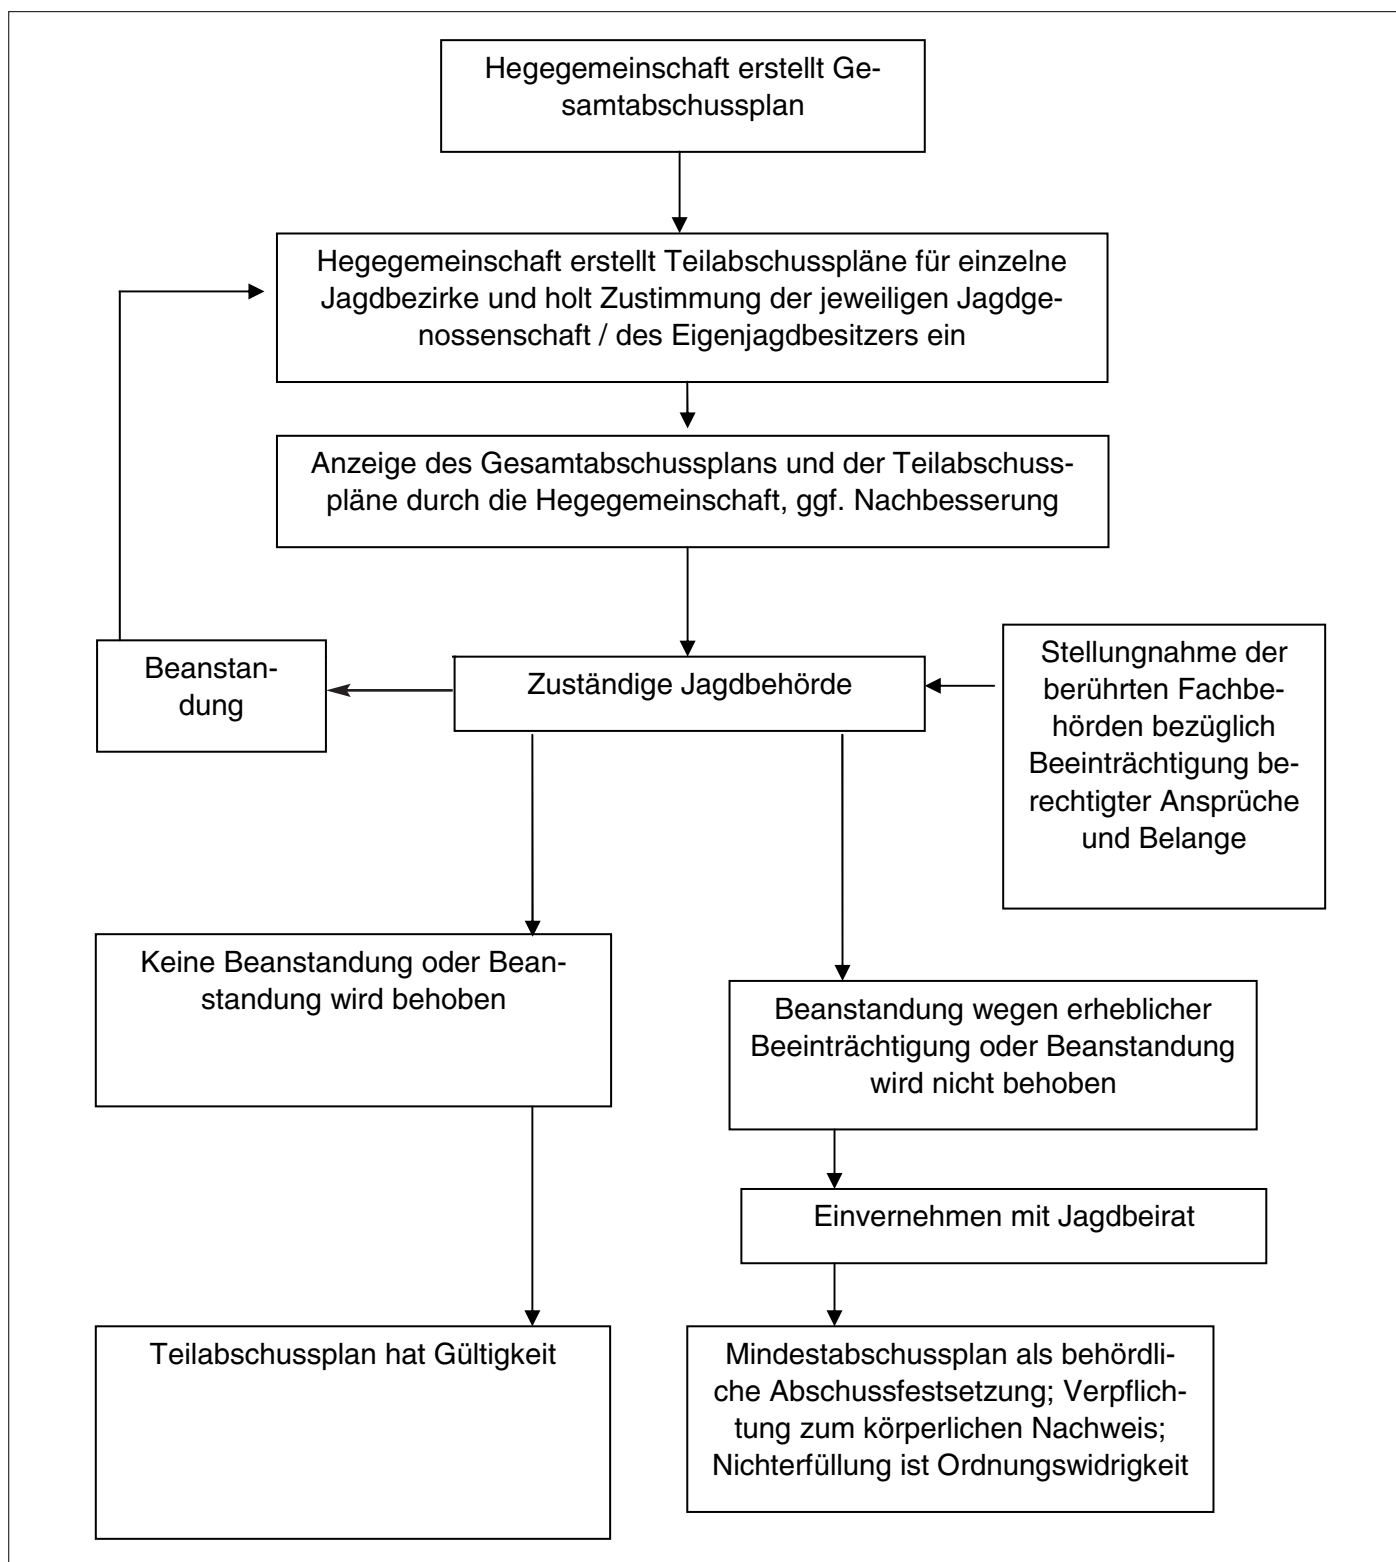 Hegegemeinschaft erstellt Ge-
samtabschussplan
Hegegemeinschaft erstellt Teilabschusspläne für einzelne
Jagdbezirke und holt Zustimmung der jeweiligen Jagdge-
nossenschaft / des Eigenjagdbesitzers ein
Anzeige des Gesamtabschussplans und der Teilabschuss-
pläne durch die Hegegemeinschaft, ggf. Nachbesserung
Beanstan-
dung
Zuständige Jagdbehörde
Stellungnahme der
berührten Fachbe-
hörden bezüglich
Beeinträchtigung be-
rechtigter Ansprüche
und Belange
Keine Beanstandung oder Bean-
standung wird behoben
Beanstandung wegen erheblicher
Beeinträchtigung oder Beanstandung
wird nicht behoben
Einvernehmen mit Jagdbeirat
Teilabschussplan hat Gültigkeit
Mindestabschussplan als behörd-
liche Abschussfestsetzung; Verpflich-
tung zum körperlichen Nachweis;
Nichterfüllung ist Ordnungswidrigkeit